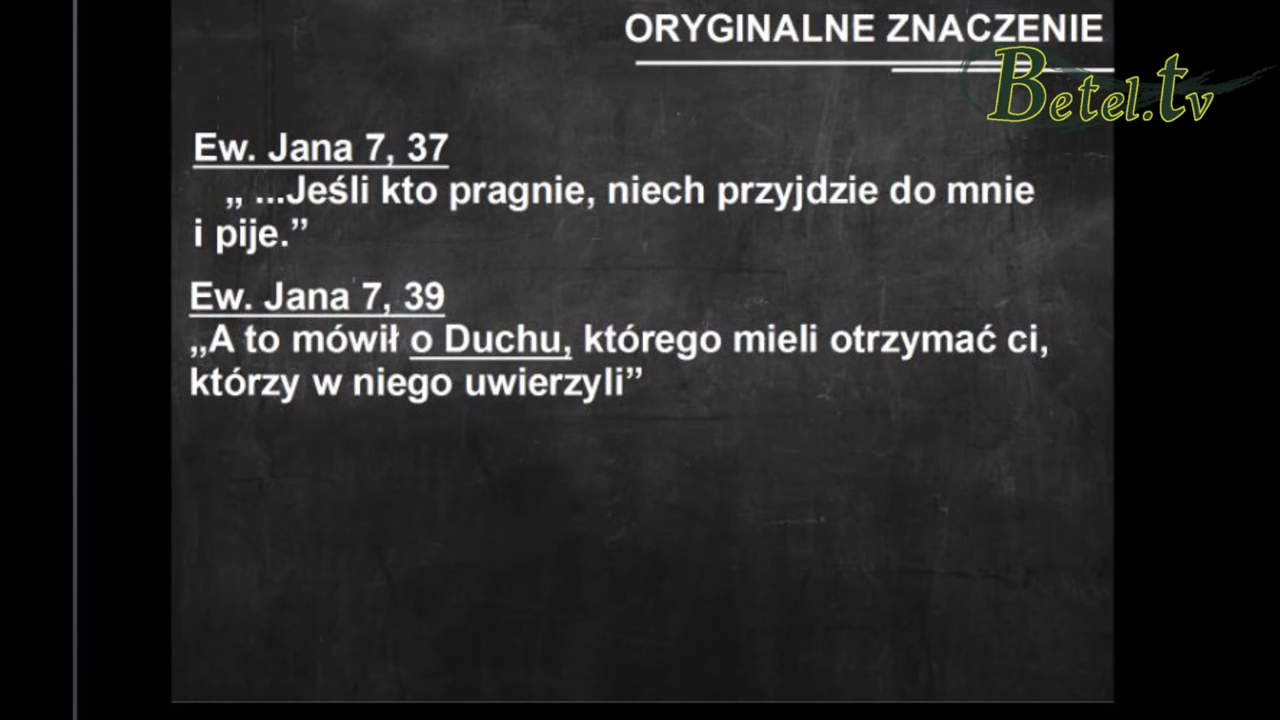 ORYGINALNE ZNACZENIE
Betel.tv
Ew. Jana 7, 37
„ ...Jeśli kto pragnie, niech przyjdzie do mnie
i pije.”
Ew. Jana 7, 39
„A to mówił o Duchu, którego mieli otrzymać ci,
którzy w niego uwierzyli”